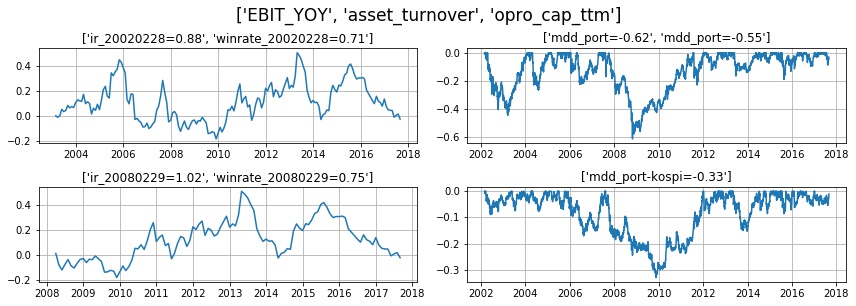 ['EBIT_YOY', 'asset_turnover', 'opro_cap_ttm']
['ir_20020228=0.88', 'winrate_20020228=0.71']
0.4
0.2
0.0
−0.2
2004 2006 2008 2010 2012 2014 2016 2018
['mdd_port=-0.62', 'mdd_port=-0.55']
0.0
−0.2
−0.4
−0.6
2002 2004 2006 2008 2010 2012 2014 2016 2018
['ir_20080229=1.02', 'winrate_20080229=0.75']
0.4
0.2
0.0
−0.2
2008 2009 2010 2011 2012 2013 2014 2015 2016 2017 2018
['mdd_port-kospi=-0.33']
0.0
−0.1
−0.2
−0.3
2002 2004 2006 2008 2010 2012 2014 2016 2018